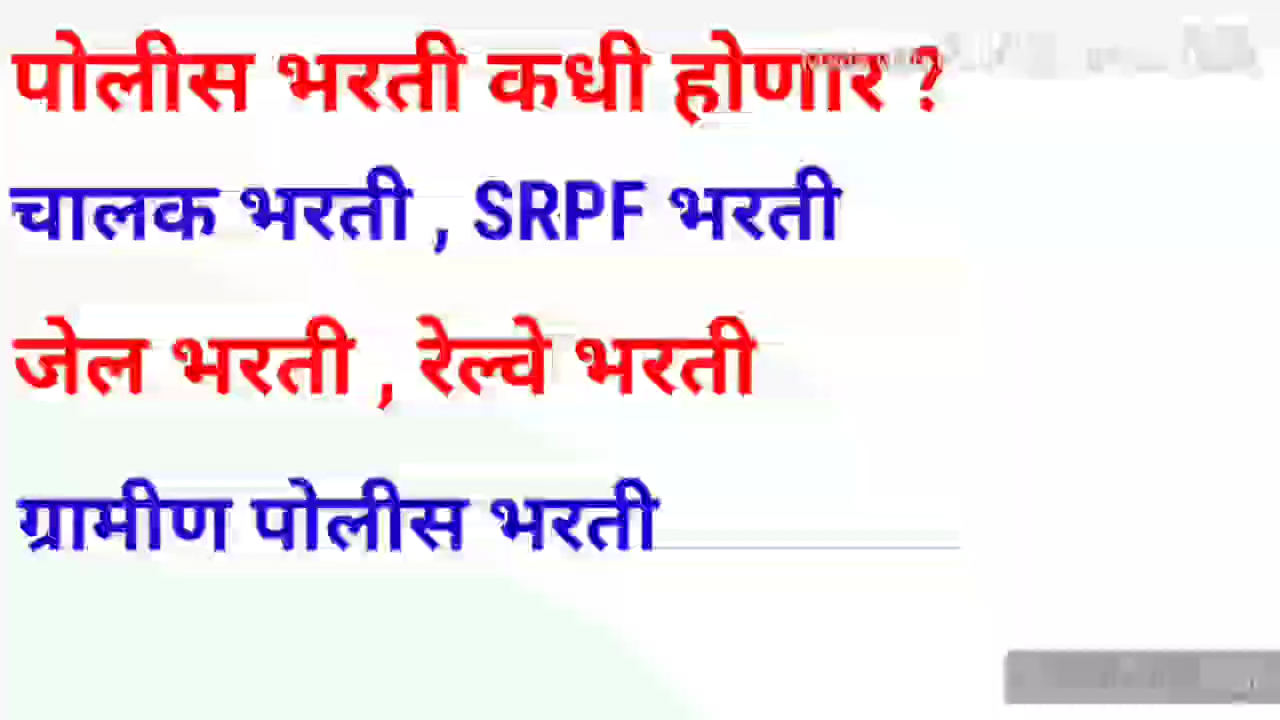 पोलीस भरती कधी होणार ?
चालक भरती , SRPF भरती
जेल भरती , रेल्वे भरती
ग्रामीण पोलीस भरती